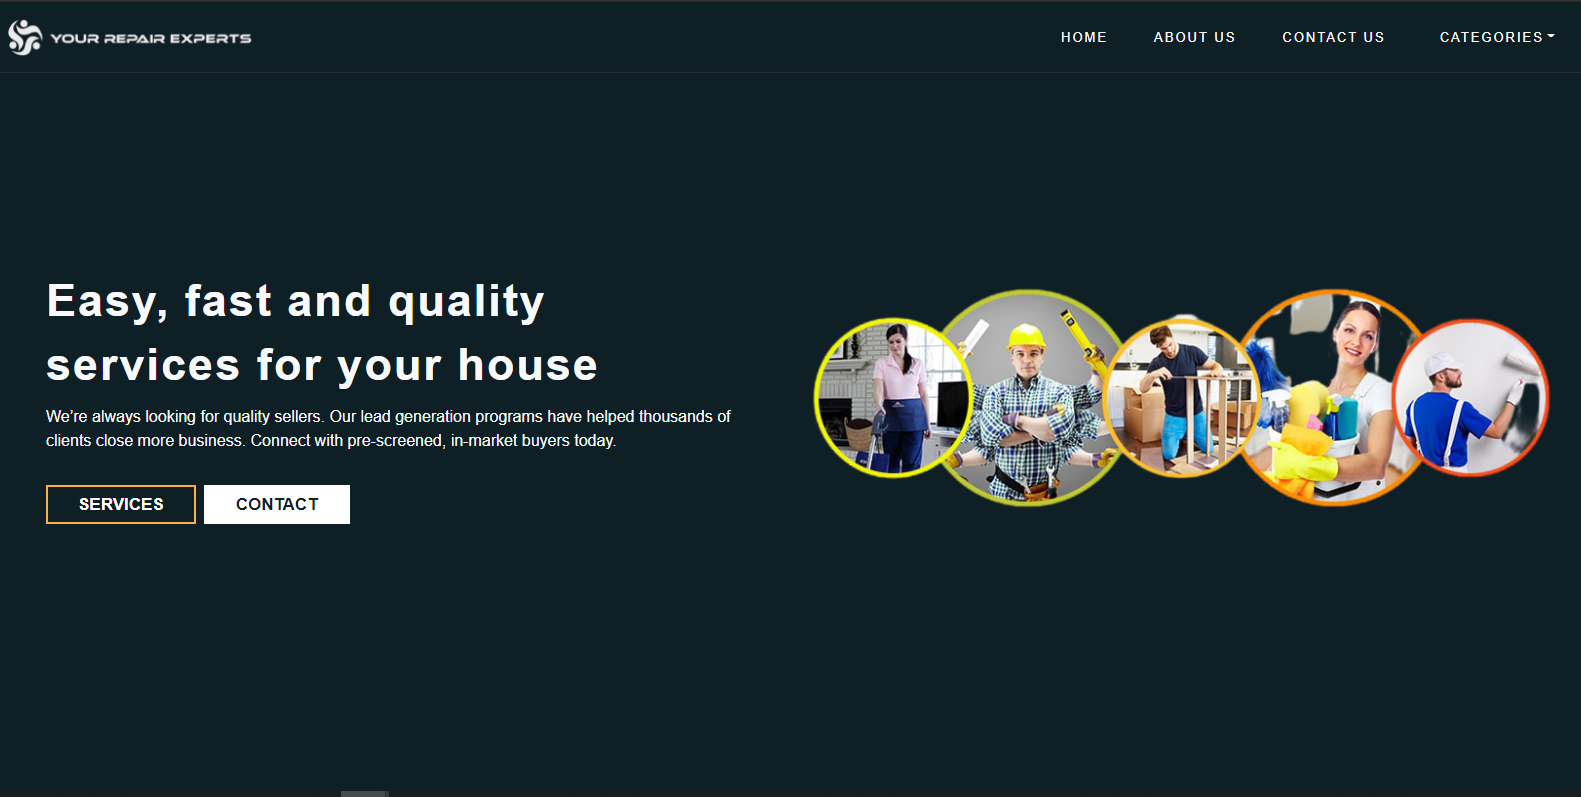 YOUR REPAIR EXPERTS
HOME
ABOUT US
CONTACT US
CATEGORIES
Easy, fast and quality
services for your house
We’re always looking for quality sellers. Our lead generation programs have helped thousands of
clients close more business. Connect with pre-screened, in-market buyers today.
SERVICES
CONTACT